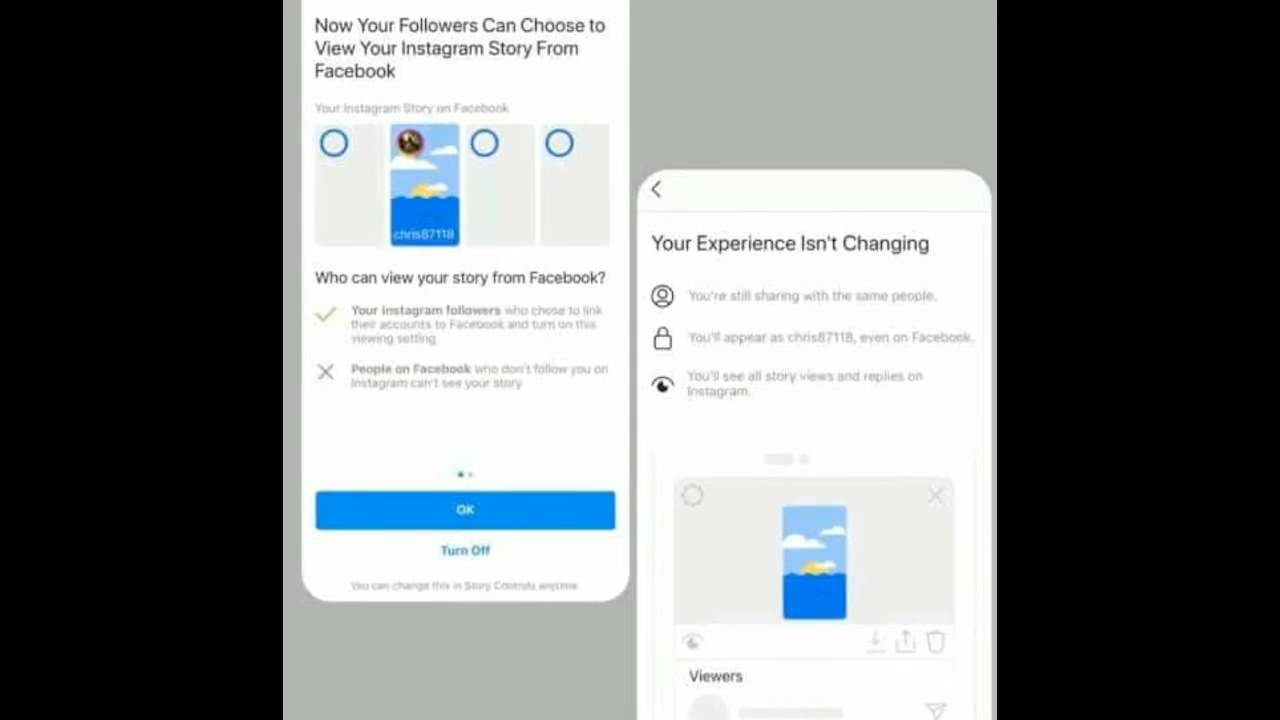 Now Your Followers Can Choose to
View Your Instagram Story From
Facebook
Your Instagram Story on Facebook
chris87118
Who can view your story from Facebook?
Your Instagram followers who chose to link
their accounts to Facebook and turn on this
viewing setting
People on Facebook who don't follow you on
Instagram can't see your story
OK
Turn Off
You can change this in Story Controls anytime
Your Experience Isn't Changing
You're still sharing with the same people.
You'll appear as chris87118, even on Facebook.
You'll see all story views and replies on
Instagram.
Viewers